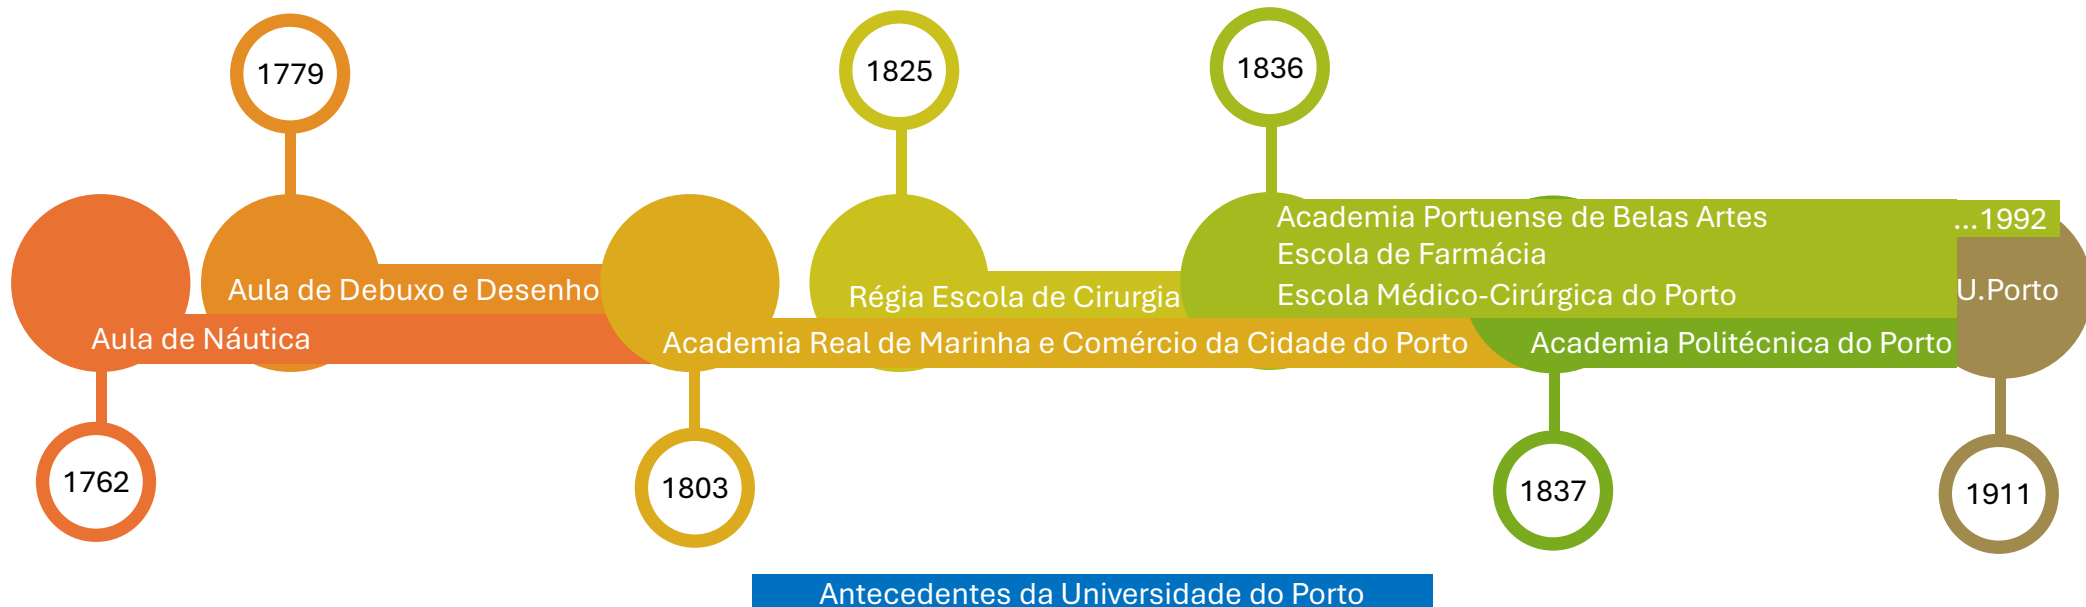 1779
1825
1836
Academia Portuense de Belas Artes
...1992
Escola de Farmácia
Aula de Debuxo e Desenho
Régia Escola de Cirurgia
Escola Médico-Cirúrgica do Porto
U.Porto
Aula de Náutica
Academia Real de Marinha e Comércio da Cidade do Porto
Academia Politécnica do Porto
1762
1803
1837
1911
Antecedentes da Universidade do Porto